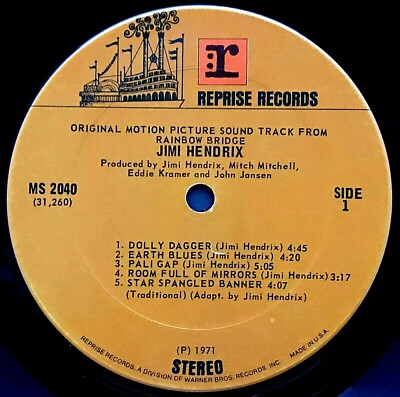 r
REPRISE RECORDS
ORIGINAL MOTION PICTURE SOUND TRACK FROM
RAINBOW BRIDGE
JIMI HENDRIX
Produced by Jimi Hendrix, Mitch Mitchell,
Eddie Kramer and John Jansen
MS 2040
(31,260)
SIDE
1
1. DOLLY DAGGER (Jimi Hendrix) 4:45
2. EARTH BLUES (Jimi Hendrix) 4:20
3. PALI GAP (Jimi Hendrix) 5:05
4. ROOM FULL OF MIRRORS (Jimi Hendrix) 3:17
5. STAR SPANGLED BANNER 4:07
(Traditional) (Adapt. by Jimi Hendrix)
(P) 1971
STEREO
REPRISE RECORDS, A DIVISION OF WARNER BROS. RECORDS, INC. MADE IN U.S.A.